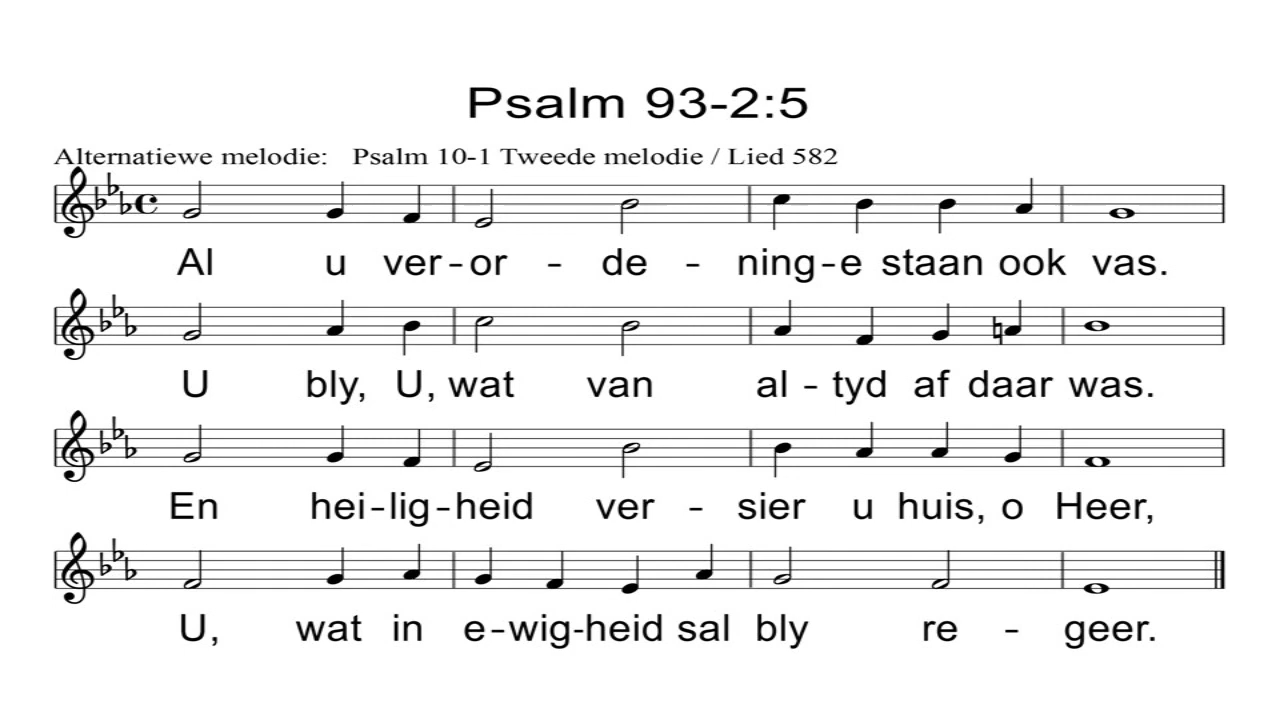 Psalm 93-2:5
Alternatiewe melodie: Psalm 10-1 Tweede melodie / Lied 582
Al u ver-or - de - ning-e staan ook vas.
U bly, U, wat van al - tyd af daar was.
En hei-lig-heid ver - sier u huis, o Heer,
U, wat in e-wig-heid sal bly re - geer.